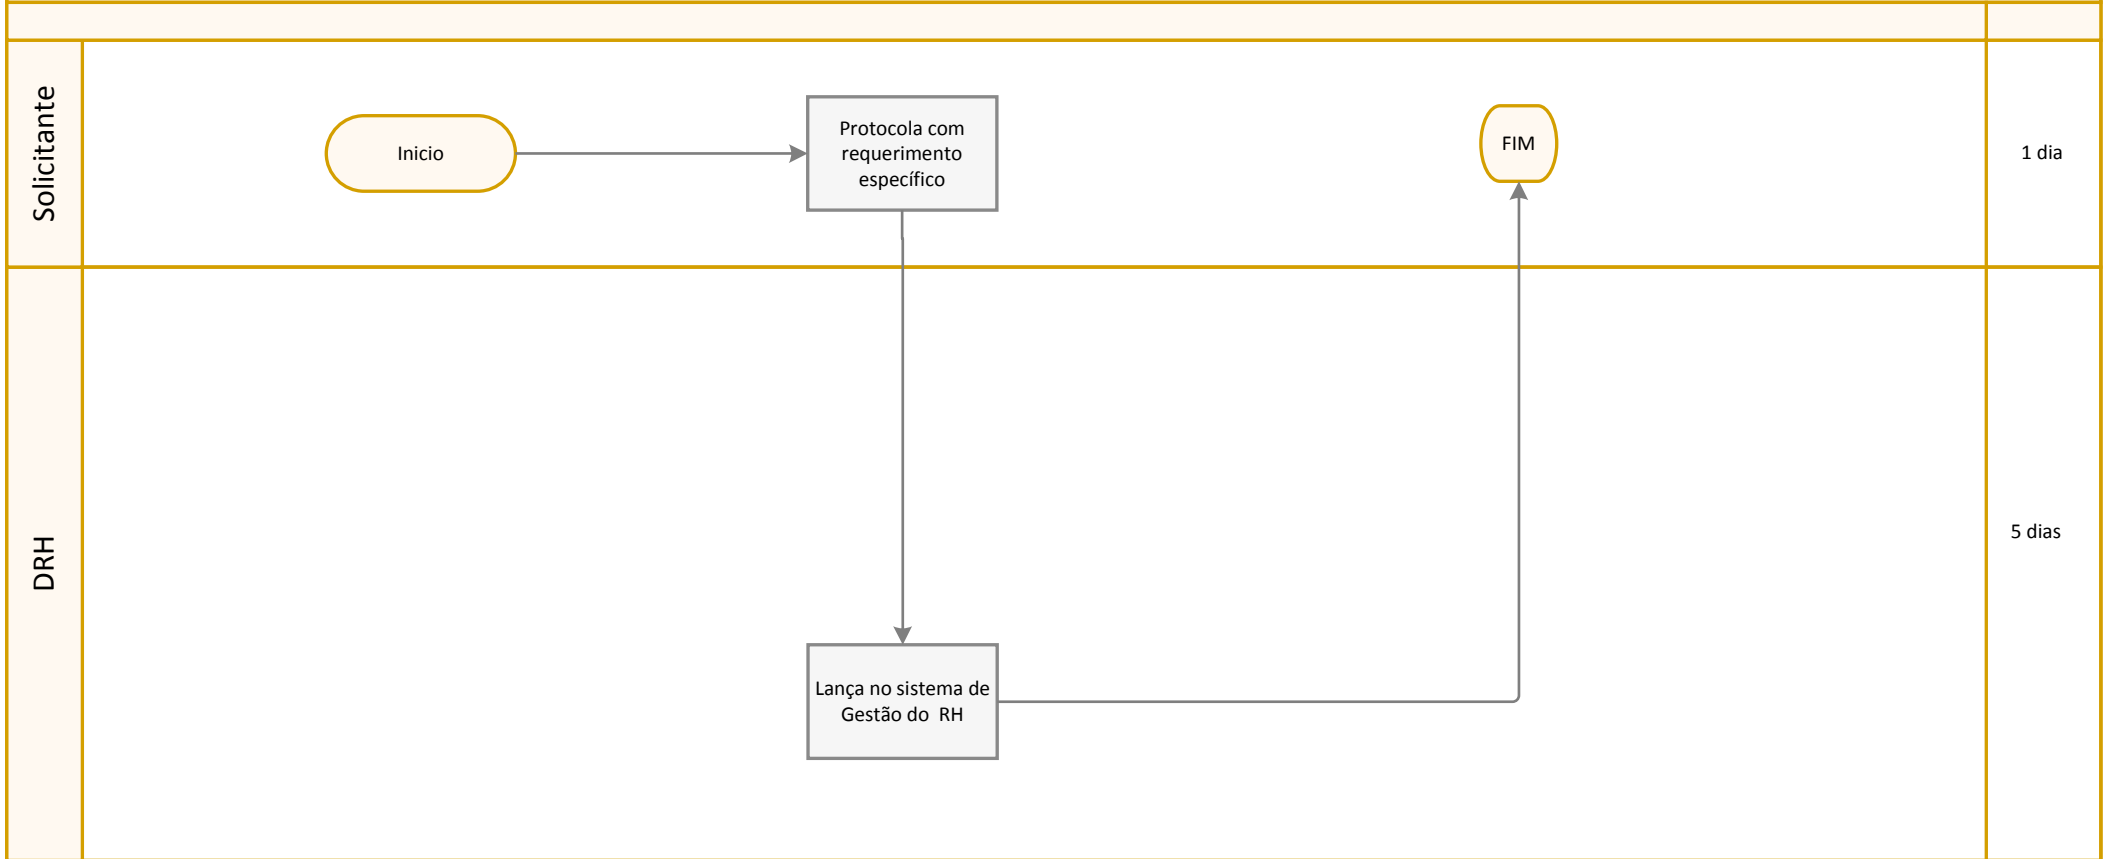 Solicitante
Inicio
Protocola com
requerimento
específico
FIM
1 dia
DRH
Lança no sistema de
Gestão do  RH
5 dias